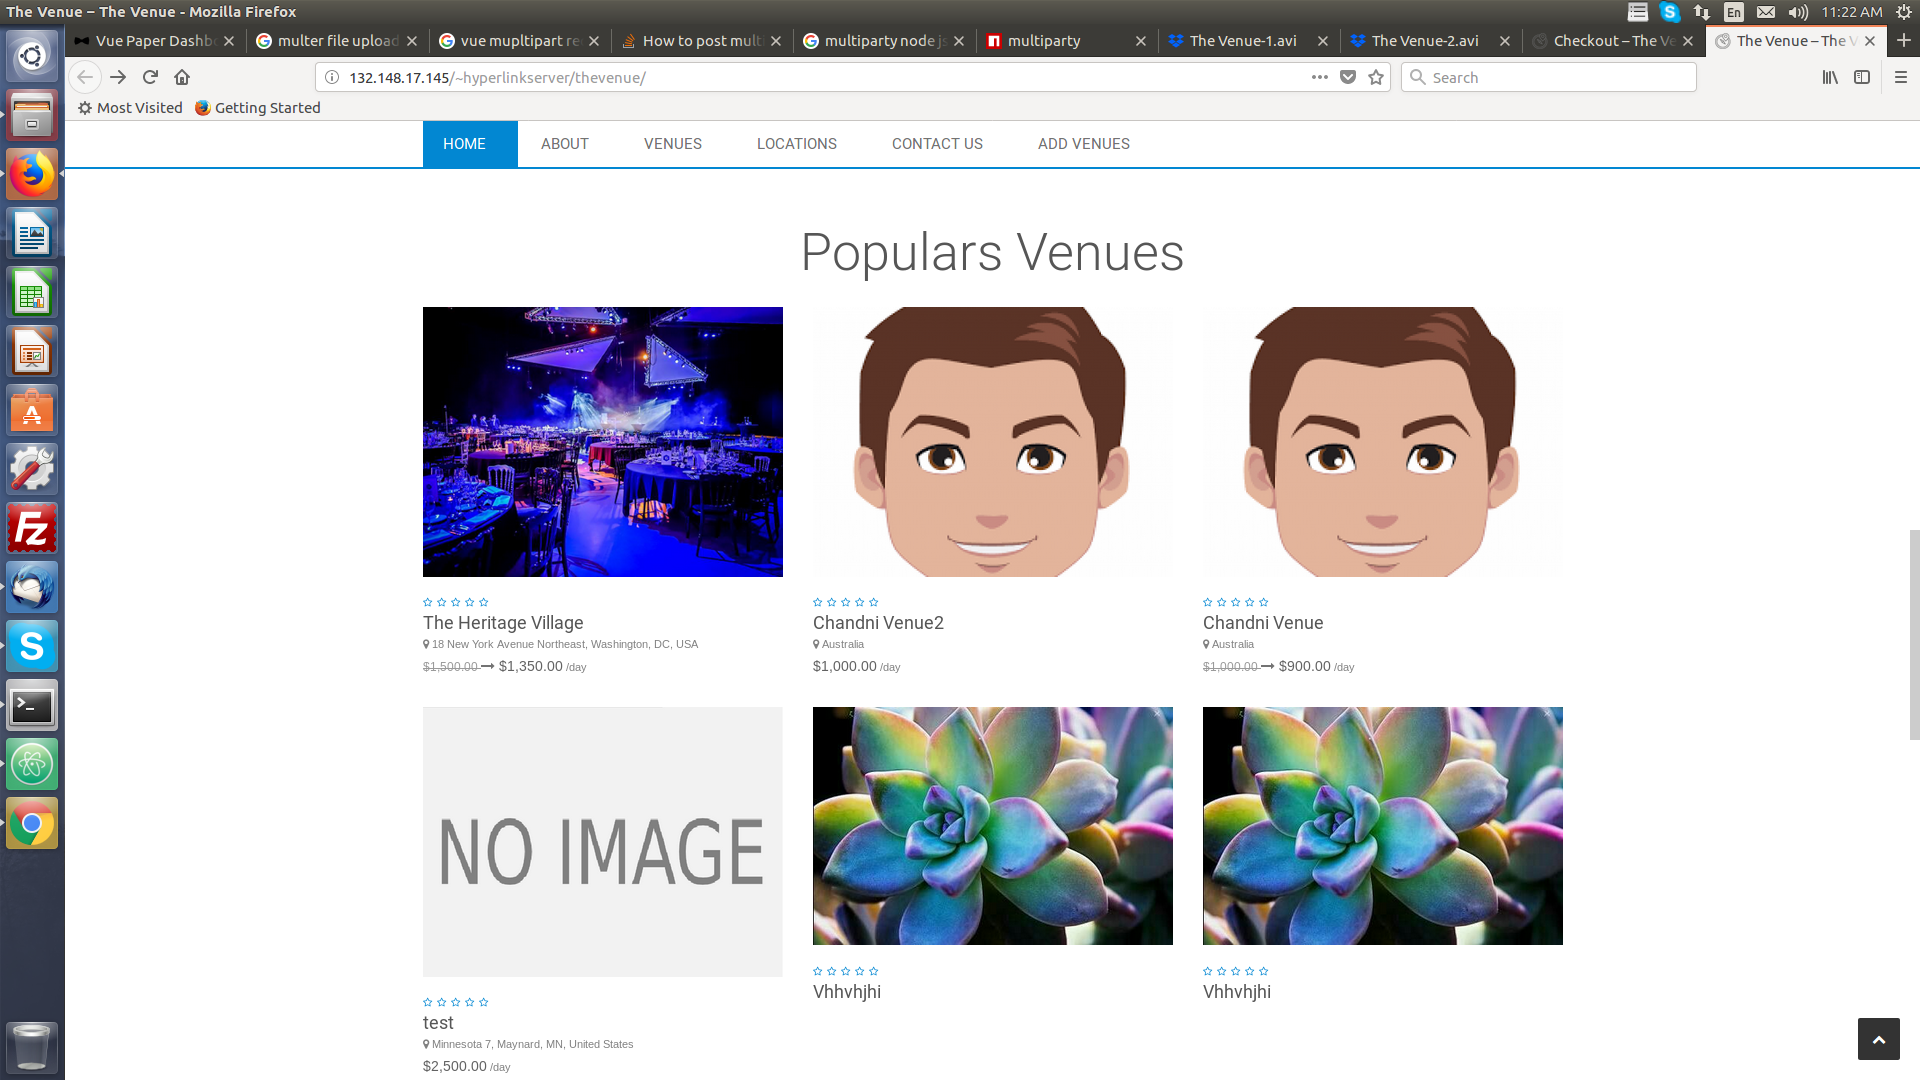 The Venue – The Venue - Mozilla Firefox
En
11:22 AM
Vue Paper Dashb
multer file upload
vue mupltipart re
How to post mult
multiparty node js
multiparty
The Venue-1.avi
The Venue-2.avi
Checkout – The Ve
The Venue – The V
132.148.17.145/~hyperlinkserver/thevenue/
Search
Most Visited
Getting Started
HOME
ABOUT
VENUES
LOCATIONS
CONTACT US
ADD VENUES
Populars Venues
The Heritage Village
18 New York Avenue Northeast, Washington, DC, USA
$1,500.00 $1,350.00 /day
Chandni Venue2
Australia
$1,000.00 /day
Chandni Venue
Australia
$1,000.00 $900.00 /day
NO IMAGE
test
Minnesota 7, Maynard, MN, United States
$2,500.00 /day
Vhhvhjhi
Vhhvhjhi